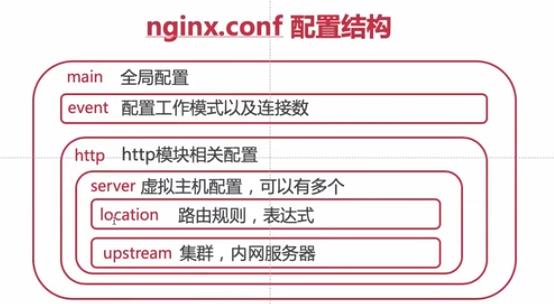 nginx.conf 配置结构
main 全局配置
event 配置工作模式以及连接数
http http模块相关配置
server 虚拟主机配置，可以有多个
location 路由规则，表达式
upstream 集群，内网服务器